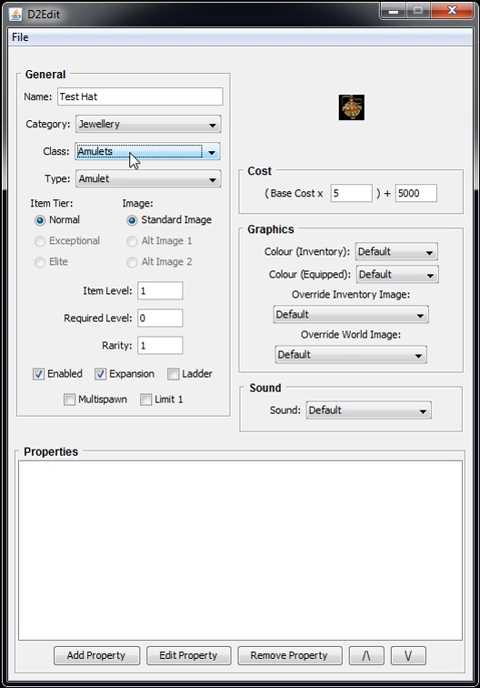 D2Edit
File
General
Name: Test Hat
Category: Jewellery
Class: Amulets
Type: Amulet
Item Tier: Image:
Normal Standard Image
Exceptional Alt Image 1
Elite Alt Image 2
Item Level: 1
Required Level: 0
Rarity: 1
Enabled Expansion Ladder
Multispawn Limit 1
Cost
( Base Cost x 5 ) + 5000
Graphics
Colour (Inventory): Default
Colour (Equipped): Default
Override Inventory Image:
Default
Override World Image:
Default
Sound
Sound: Default
Properties
Add Property Edit Property Remove Property /\ \/